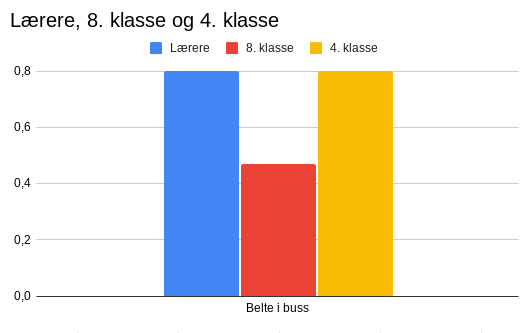 Lærere, 8. klasse og 4. klasse
Lærere 8. klasse 4. klasse
0,8
0,6
0,4
0,2
0,0
Belte i buss